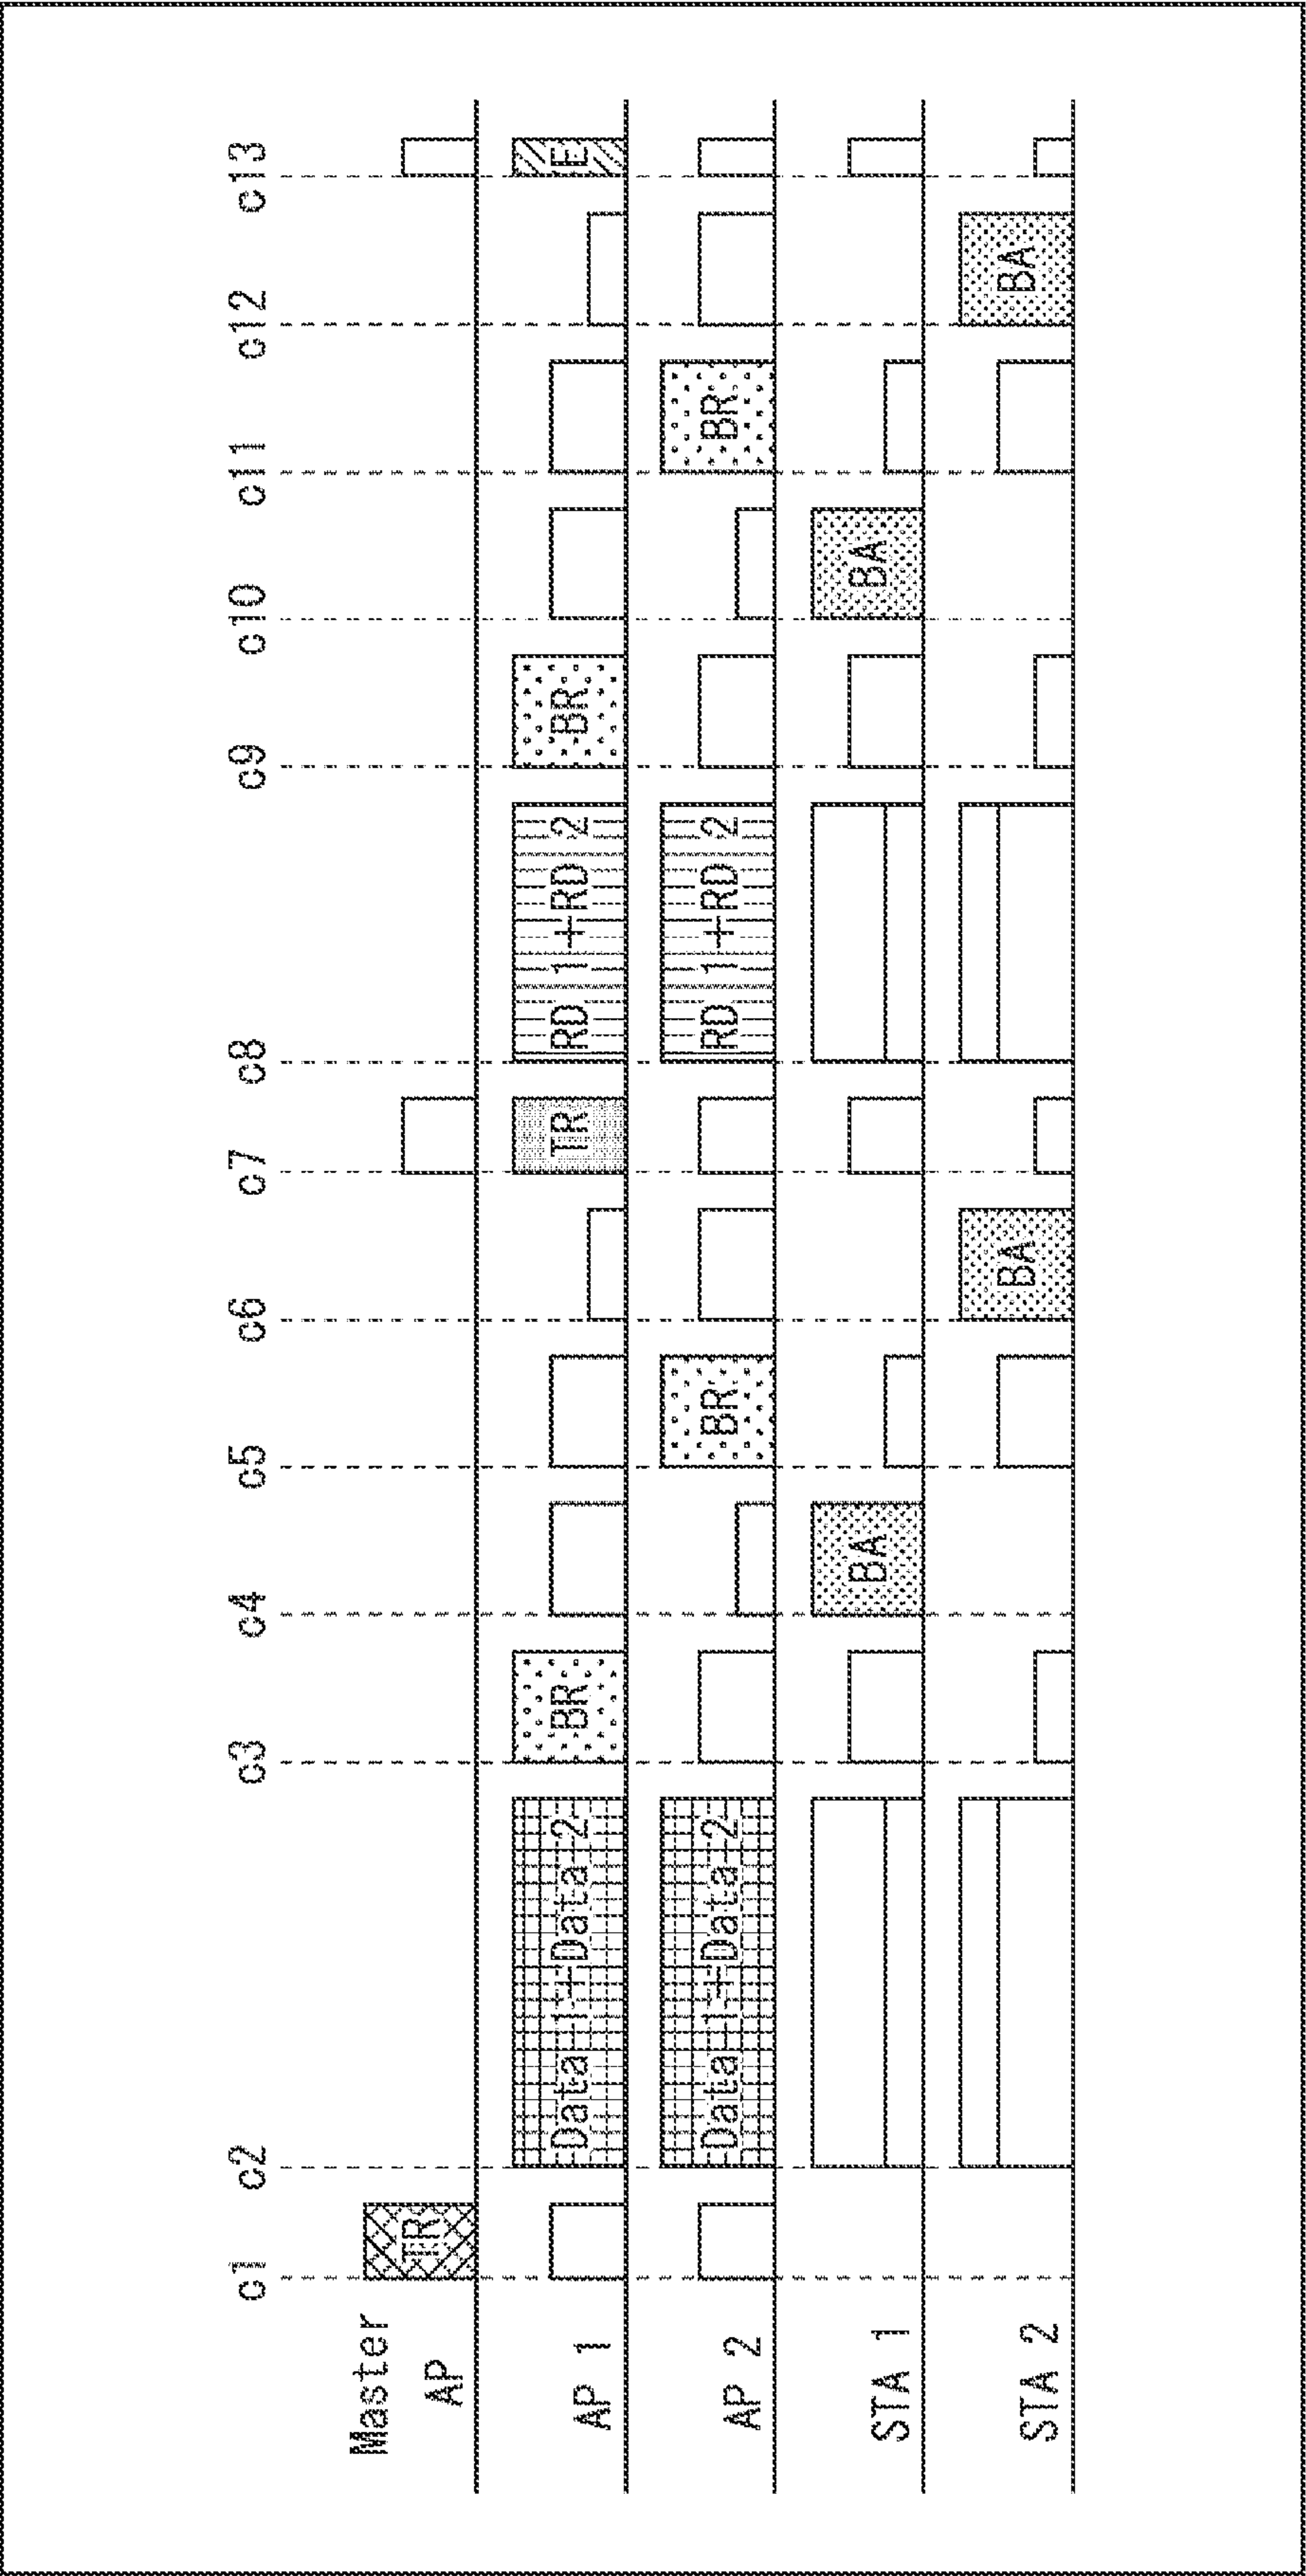 c1 c2 c3 c4 c5 c6 c7 c8 c9 c10 c11 c12 c13
Master
AP
TR
AP 1
Data 1+Data 2
BR
TR
RD 1+RD 2
BR
E
AP 2
Data 1+Data 2
BR
RD 1+RD 2
BR
STA 1
BA
BA
STA 2
BA
BA